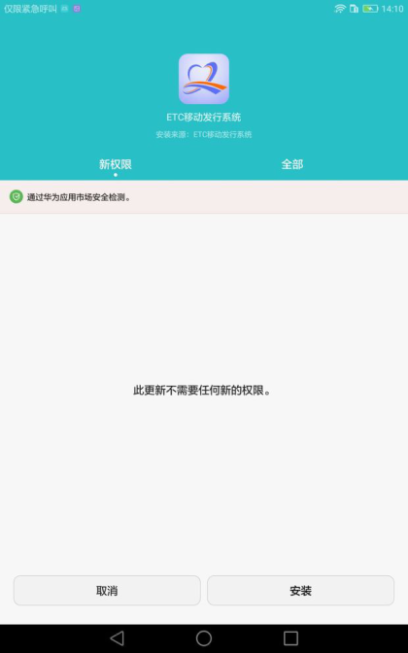 仅限紧急呼叫
14:10
ETC移动发行系统
安装来源：ETC移动发行系统
新权限
全部
通过华为应用市场安全检测。
此更新不需要任何新的权限。
取消
安装